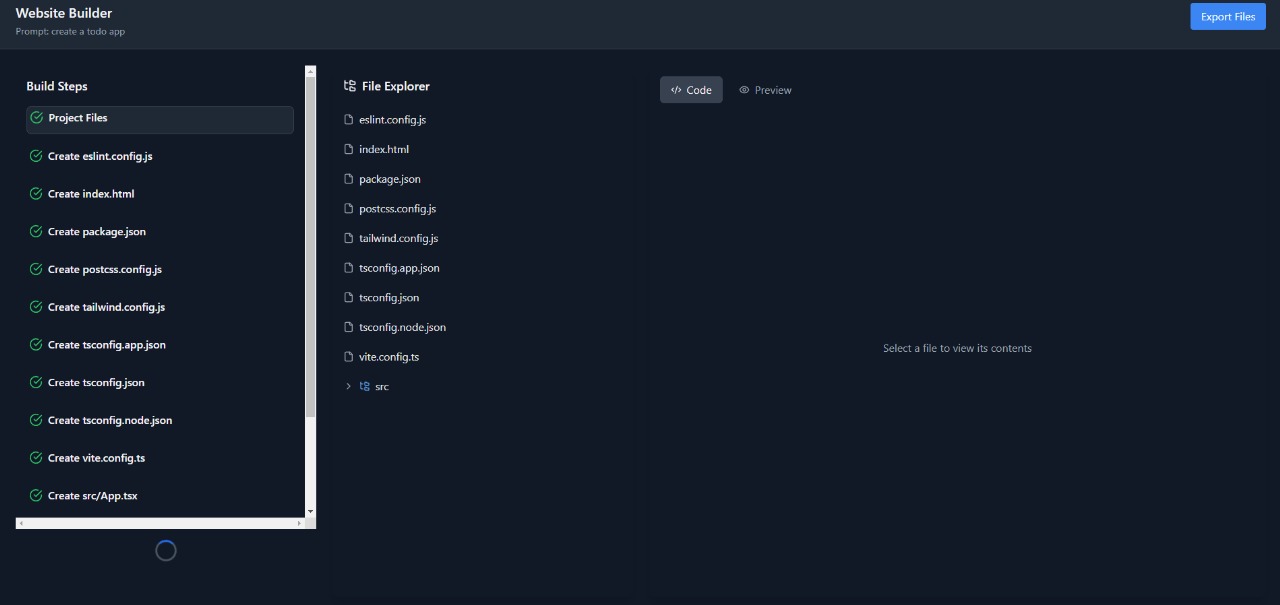 Website Builder
Prompt: create a todo app
Export Files
Build Steps
Project Files
Create eslint.config.js
Create index.html
Create package.json
Create postcss.config.js
Create tailwind.config.js
Create tsconfig.app.json
Create tsconfig.json
Create tsconfig.node.json
Create vite.config.ts
Create src/App.tsx
File Explorer
eslint.config.js
index.html
package.json
postcss.config.js
tailwind.config.js
tsconfig.app.json
tsconfig.json
tsconfig.node.json
vite.config.ts
src
Code
Preview
Select a file to view its contents